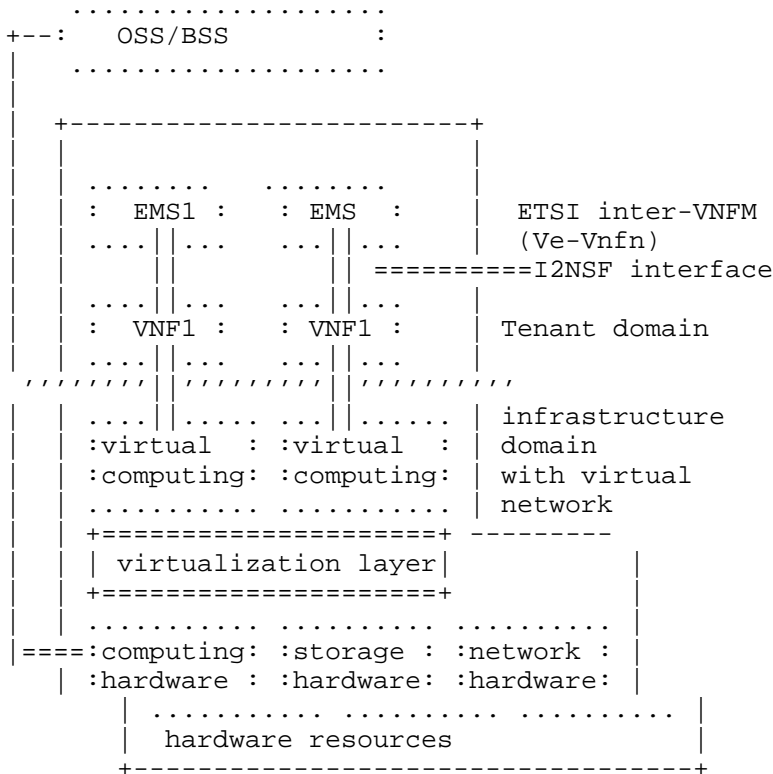 OSS/BSS
EMS1 EMS ETSI inter-VNFM
(Ve-Vnfn)
I2NSF interface
VNF1 VNF1 Tenant domain
infrastructure
virtual virtual domain
computing computing with virtual
network
virtualization layer
computing storage network
hardware hardware hardware
hardware resources